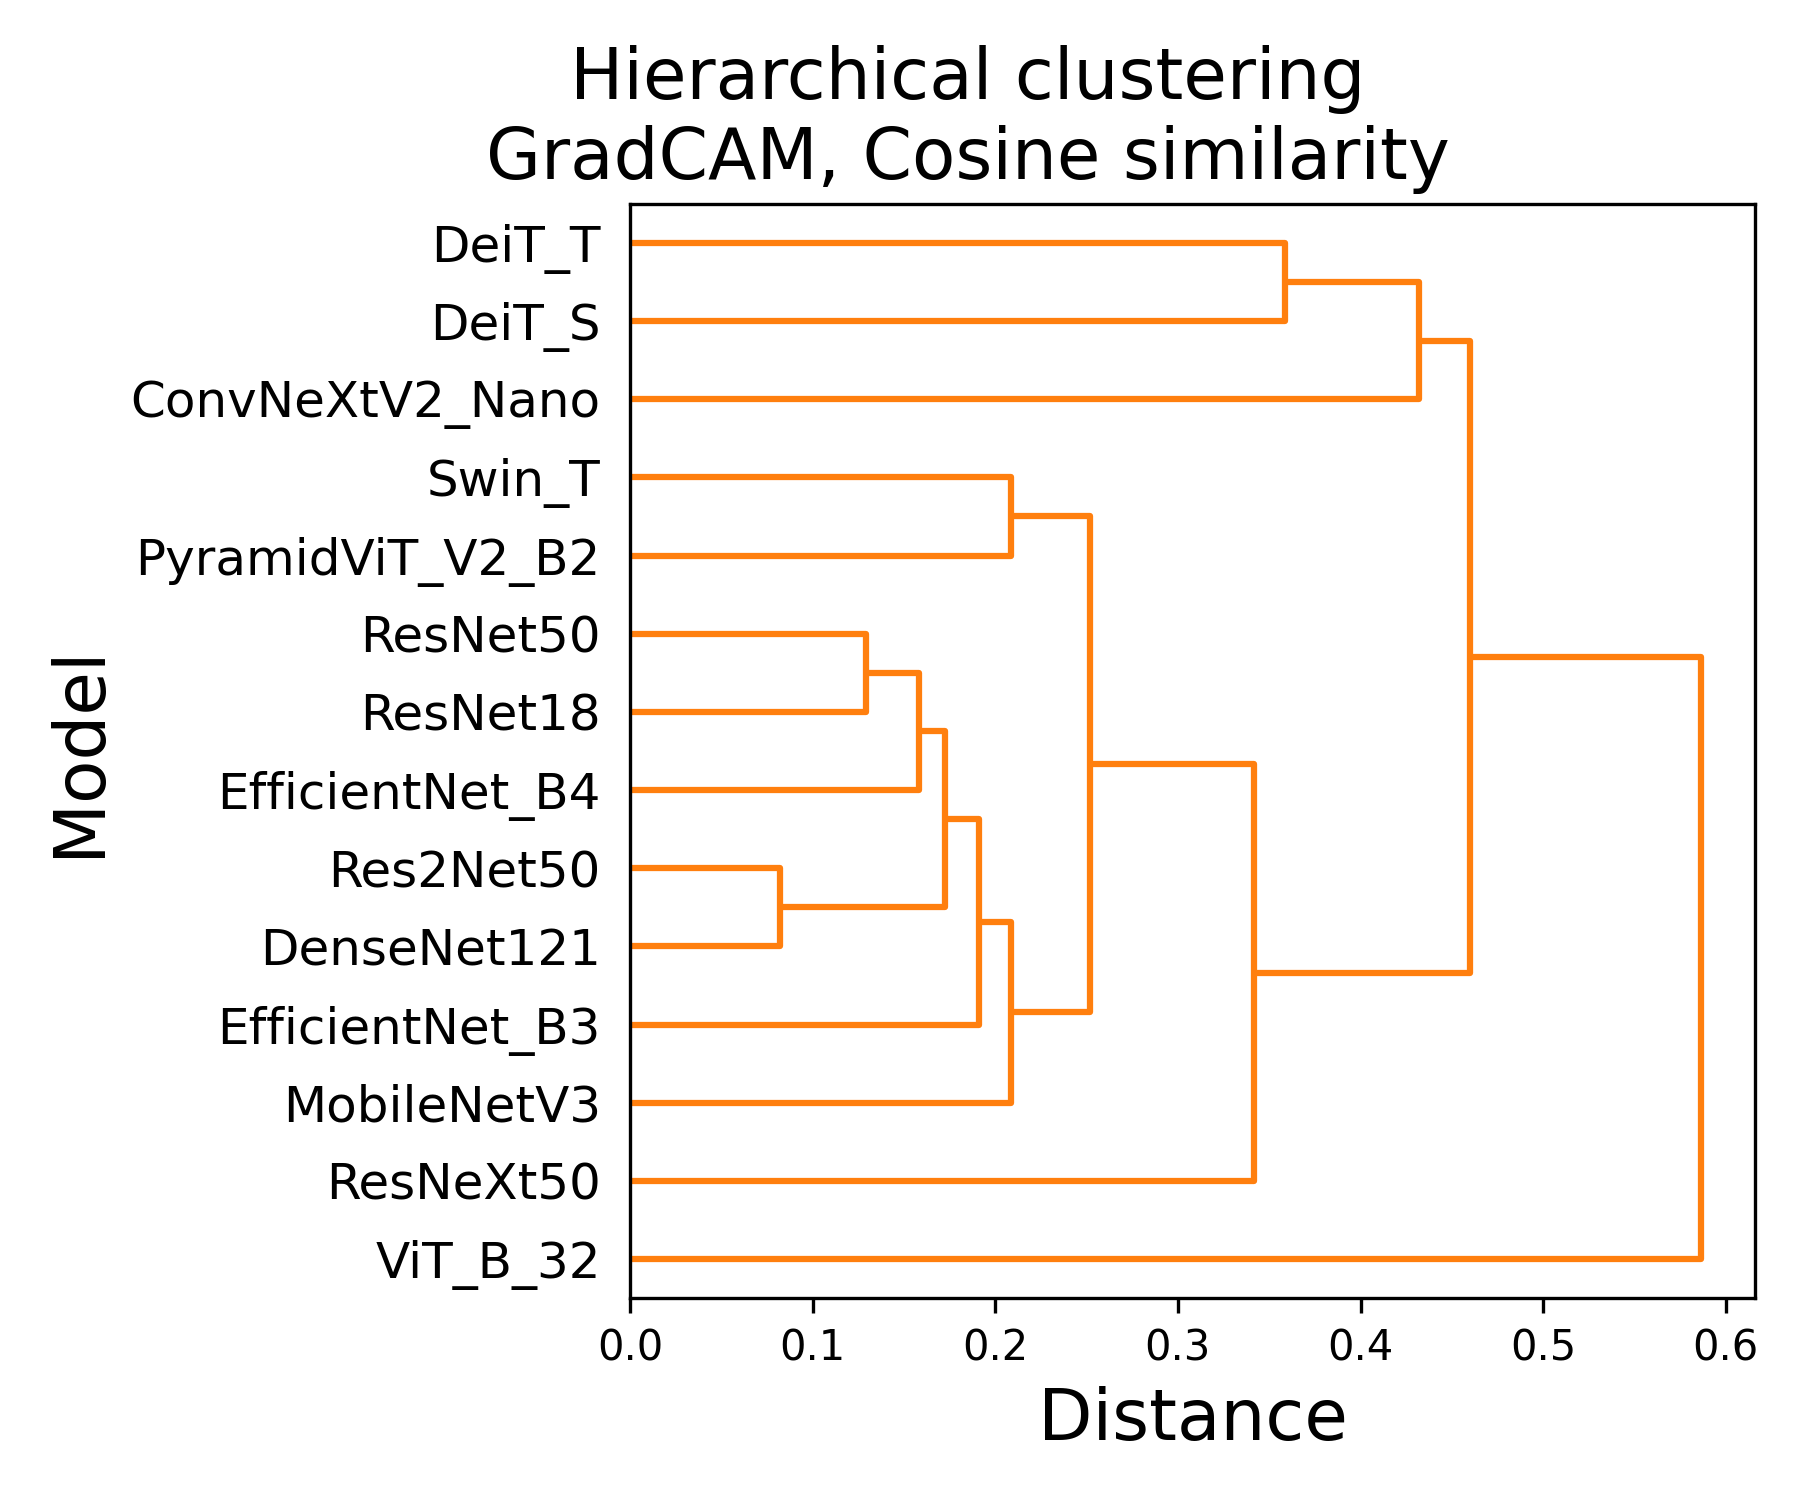 Hierarchical clustering
GradCAM, Cosine similarity
DeiT_T
DeiT_S
ConvNeXtV2_Nano
Swin_T
PyramidViT_V2_B2
ResNet50
ResNet18
EfficientNet_B4
Res2Net50
DenseNet121
EfficientNet_B3
MobileNetV3
ResNeXt50
ViT_B_32
Model
0.0 0.1 0.2 0.3 0.4 0.5 0.6
Distance